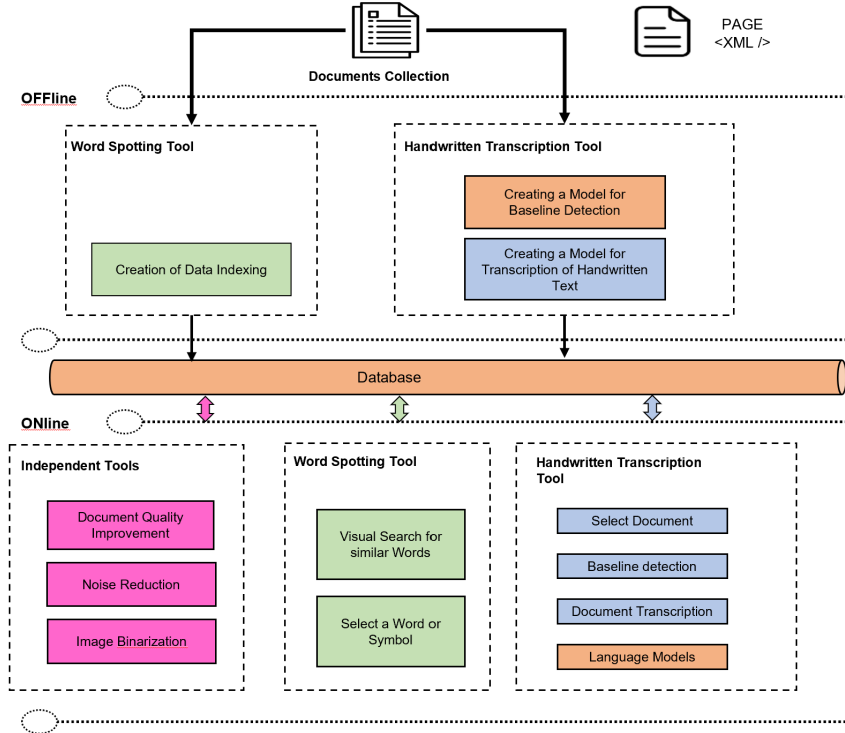 PAGE
<XML />
Documents Collection
OFFline
Word Spotting Tool
Creation of Data Indexing
Handwritten Transcription Tool
Creating a Model for
Baseline Detection
Creating a Model for
Transcription of Handwritten
Text
Database
ONline
Independent Tools
Document Quality
Improvement
Noise Reduction
Image Binarization
Word Spotting Tool
Visual Search for
similar Words
Select a Word or
Symbol
Handwritten Transcription
Tool
Select Document
Baseline detection
Document Transcription
Language Models